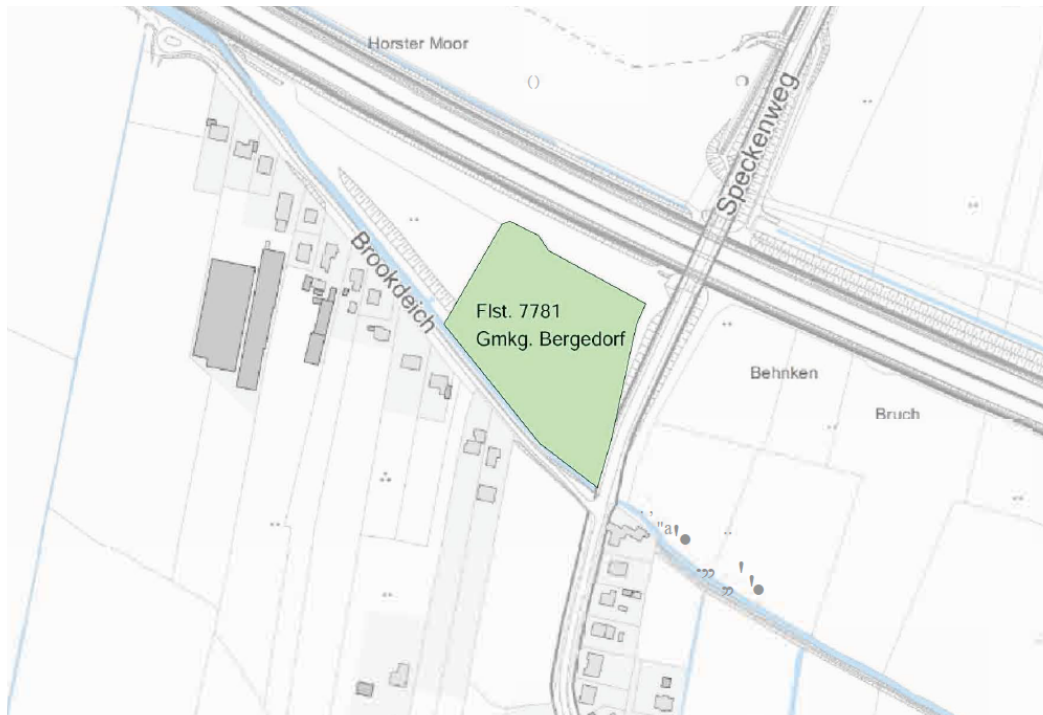 Horster Moor
Speckenweg
Brookdeich
Flst. 7781
Gmkg. Bergedorf
Behnken
Bruch